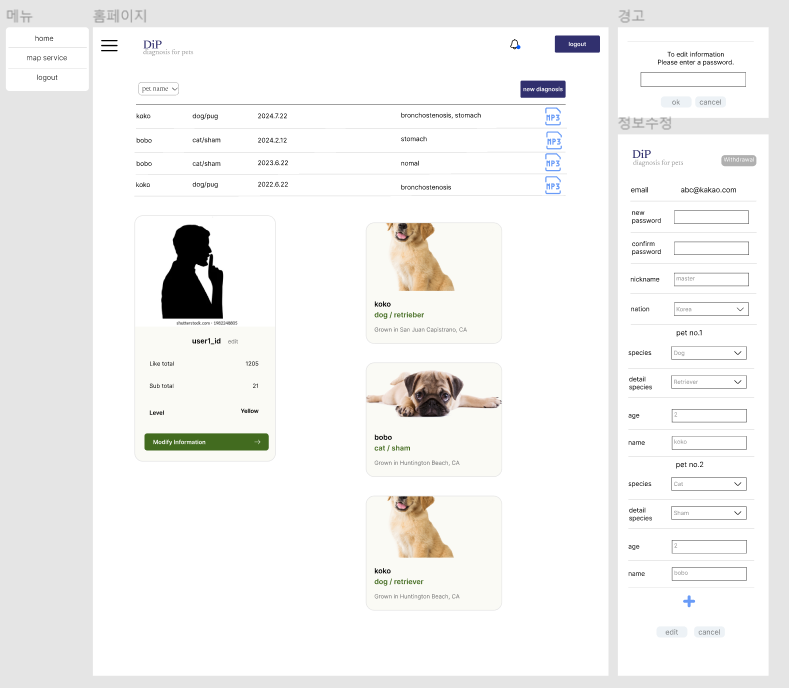 메뉴
home
map service
logout
홈페이지
DiP
diagnosis for pets
logout
pet name
new diagnosis
koko dog/pug 2024.7.22 bronchostenosis, stomach MP3
bobo cat/sham 2024.2.12 stomach MP3
bobo cat/sham 2023.6.22 nomal MP3
koko dog/pug 2022.6.22 bronchostenosis MP3
shutterstock.com · 1982248805
user1_id edit
Like total 1205
Sub total 21
Level Yellow
Modify Information
koko
dog / retrieber
Grown in San Juan Capistrano, CA
bobo
cat / sham
Grown in Huntington Beach, CA
koko
dog / retriever
Grown in Huntington Beach, CA
경고
To edit information
Please enter a password.
ok cancel
정보수정
DiP
diagnosis for pets
Withdrawal
email abc@kakao.com
new
password
confirm
password
nickname master
nation Korea
pet no.1
species Dog
detail
species
Retriever
age 2
name koko
pet no.2
species Cat
detail
species
Sham
age 2
name bobo
edit cancel